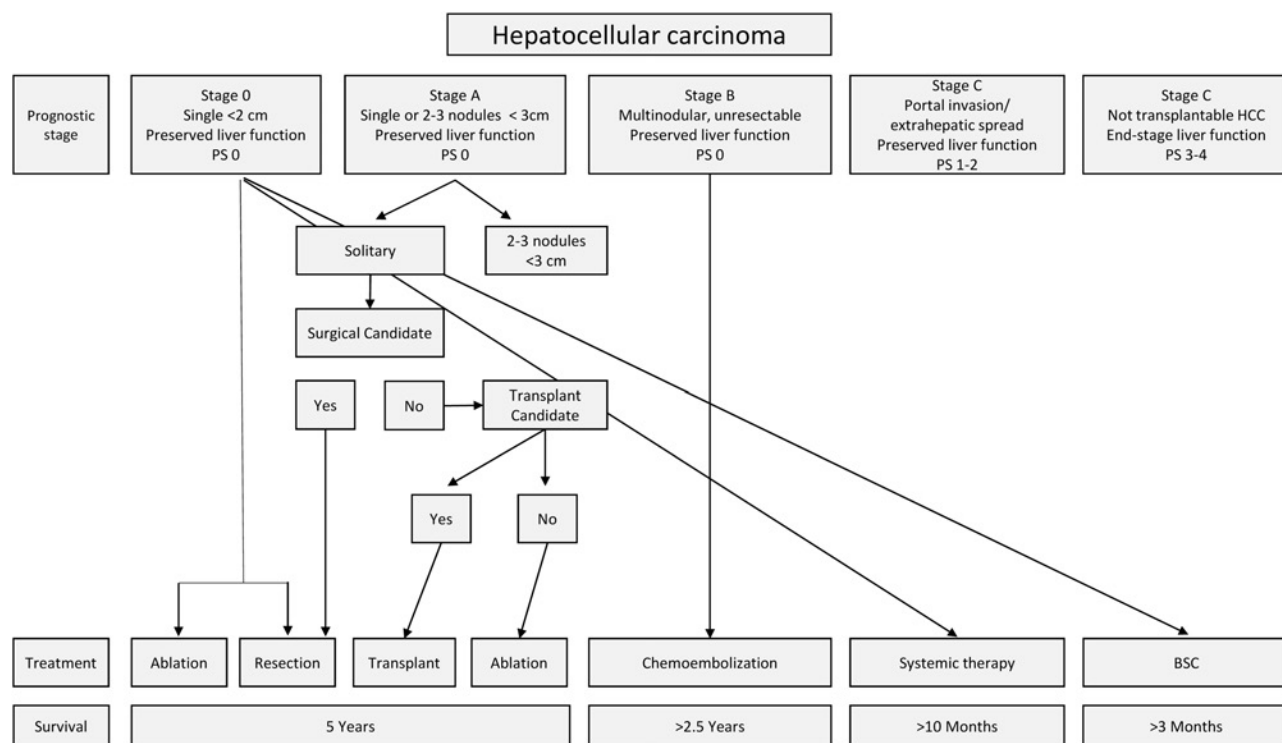 Hepatocellular carcinoma
Prognostic
stage
Stage 0
Single <2 cm
Preserved liver function
PS 0
Stage A
Single or 2-3 nodules < 3cm
Preserved liver function
PS 0
Stage B
Multinodular, unresectable
Preserved liver function
PS 0
Stage C
Portal invasion/
extrahepatic spread
Preserved liver function
PS 1-2
Stage C
Not transplantable HCC
End-stage liver function
PS 3-4
Solitary
2-3 nodules
<3 cm
Surgical Candidate
Yes
No
Transplant
Candidate
Yes
No
Treatment
Ablation
Resection
Transplant
Ablation
Chemoembolization
Systemic therapy
BSC
Survival
5 Years
>2.5 Years
>10 Months
>3 Months